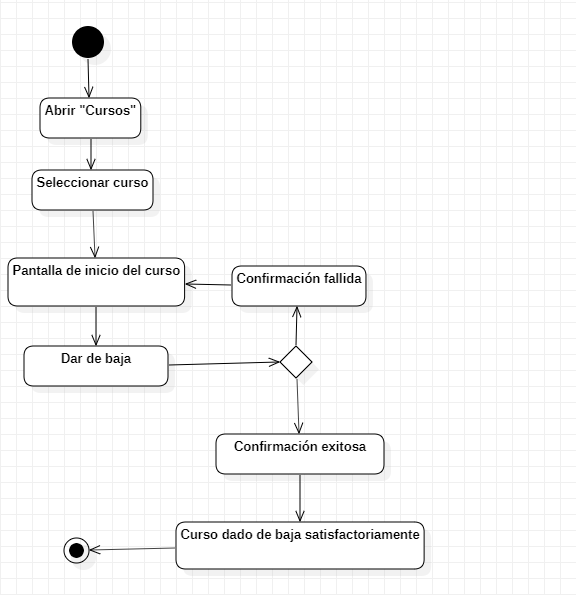 Abrir "Cursos"
Seleccionar curso
Pantalla de inicio del curso
Confirmación fallida
Dar de baja
Confirmación exitosa
Curso dado de baja satisfactoriamente